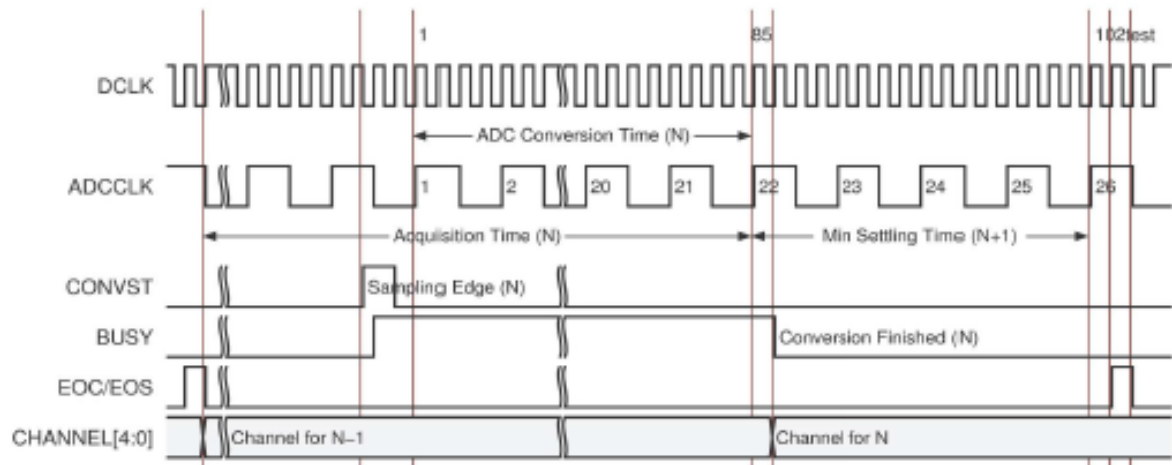 1 85 102test
DCLK
ADC Conversion Time (N)
ADCCLK 1 2 20 21 22 23 24 25 26
Acquisition Time (N) Min Settling Time (N+1)
CONVST Sampling Edge (N)
BUSY Conversion Finished (N)
EOC/EOS
CHANNEL[4:0] Channel for N–1 Channel for N